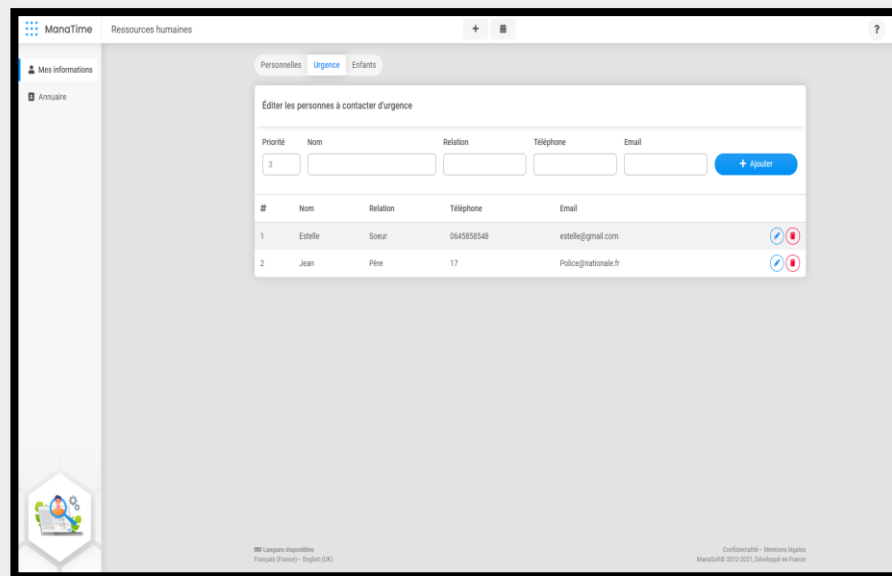 ManaTime Ressources humaines + ?
Mes informations
Annuaire
Personnelles Urgence Enfants
Éditer les personnes à contacter d'urgence
Priorité Nom Relation Téléphone Email
3 + Ajouter
# Nom Relation Téléphone Email
1 Estelle Soeur 0645858548 estelle@gmail.com
2 Jean Père 17 Police@nationale.fr
Langues disponibles
Français (France) - English (UK)
Confidentialité - Mentions légales
ManaSoft® 2012-2021, Développé en France